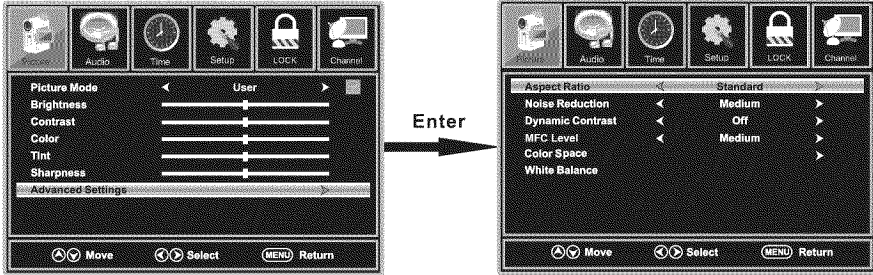 Picture Audio Time Setup LOCK Channel
Picture Mode User
Brightness
Contrast
Color
Tint
Sharpness
Advanced Settings
Move Select MENU Return
Enter
Picture Audio Time Setup LOCK Channel
Aspect Ratio Standard
Noise Reduction Medium
Dynamic Contrast Off
MFC Level Medium
Color Space
White Balance
Move Select MENU Return